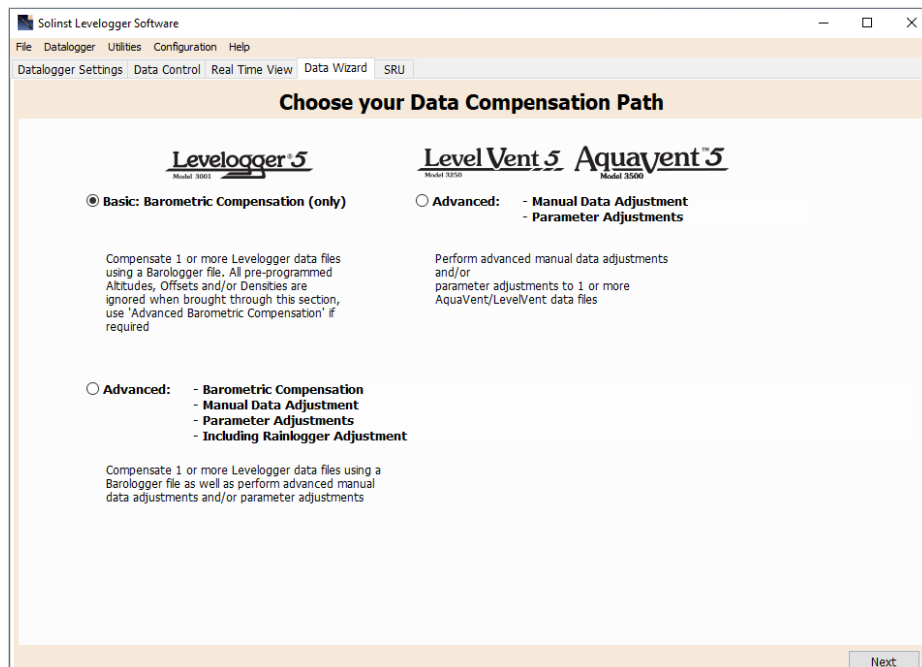 Solinst Levelogger Software
File Datalogger Utilities Configuration Help
Datalogger Settings Data Control Real Time View Data Wizard SRU
Choose your Data Compensation Path
Levelogger®5
Model 3001
LevelVent 5
Model 3250
Aquavent™5
Model 3500
Basic: Barometric Compensation (only)
Compensate 1 or more Levelogger data files
using a Barologger file. All pre-programmed
Altitudes, Offsets and/or Densities are
ignored when brought through this section,
use 'Advanced Barometric Compensation' if
required
Advanced: - Manual Data Adjustment
- Parameter Adjustments
Perform advanced manual data adjustments
and/or
parameter adjustments to 1 or more
AquaVent/LevelVent data files
Advanced: - Barometric Compensation
- Manual Data Adjustment
- Parameter Adjustments
- Including Rainlogger Adjustment
Compensate 1 or more Levelogger data files using a
Barologger file as well as perform advanced manual
data adjustments and/or parameter adjustments
Next